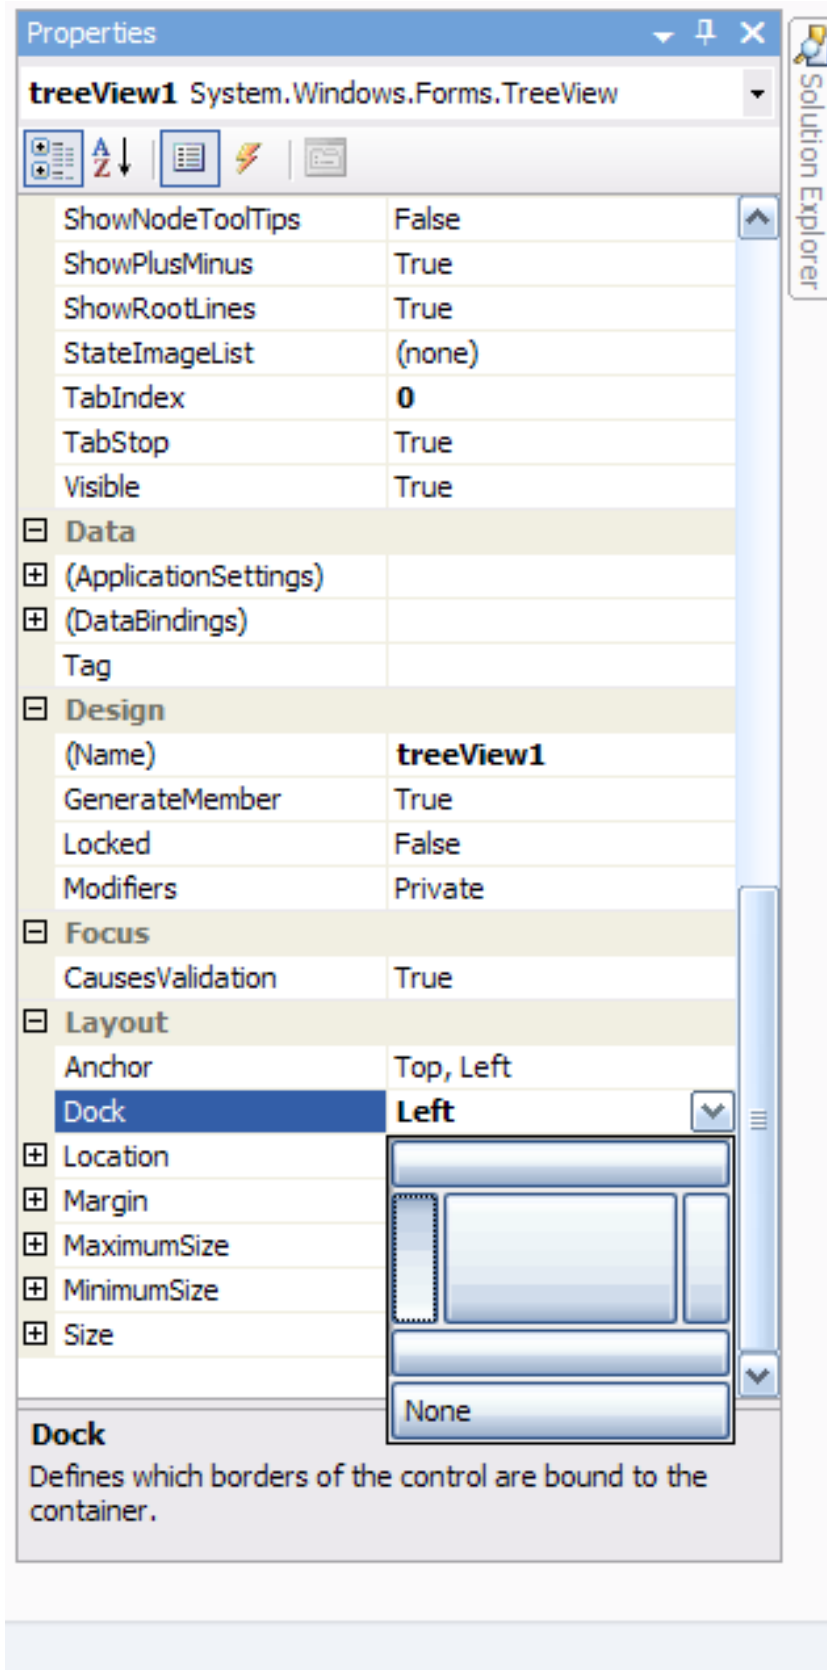 Properties
treeView1 System.Windows.Forms.TreeView
ShowNodeToolTips False
ShowPlusMinus True
ShowRootLines True
StateImageList (none)
TabIndex 0
TabStop True
Visible True
Data
(ApplicationSettings)
(DataBindings)
Tag
Design
(Name) treeView1
GenerateMember True
Locked False
Modifiers Private
Focus
CausesValidation True
Layout
Anchor Top, Left
Dock Left
Location
Margin
MaximumSize
MinimumSize
Size
None
Dock
Defines which borders of the control are bound to the
container.
Solution Explorer